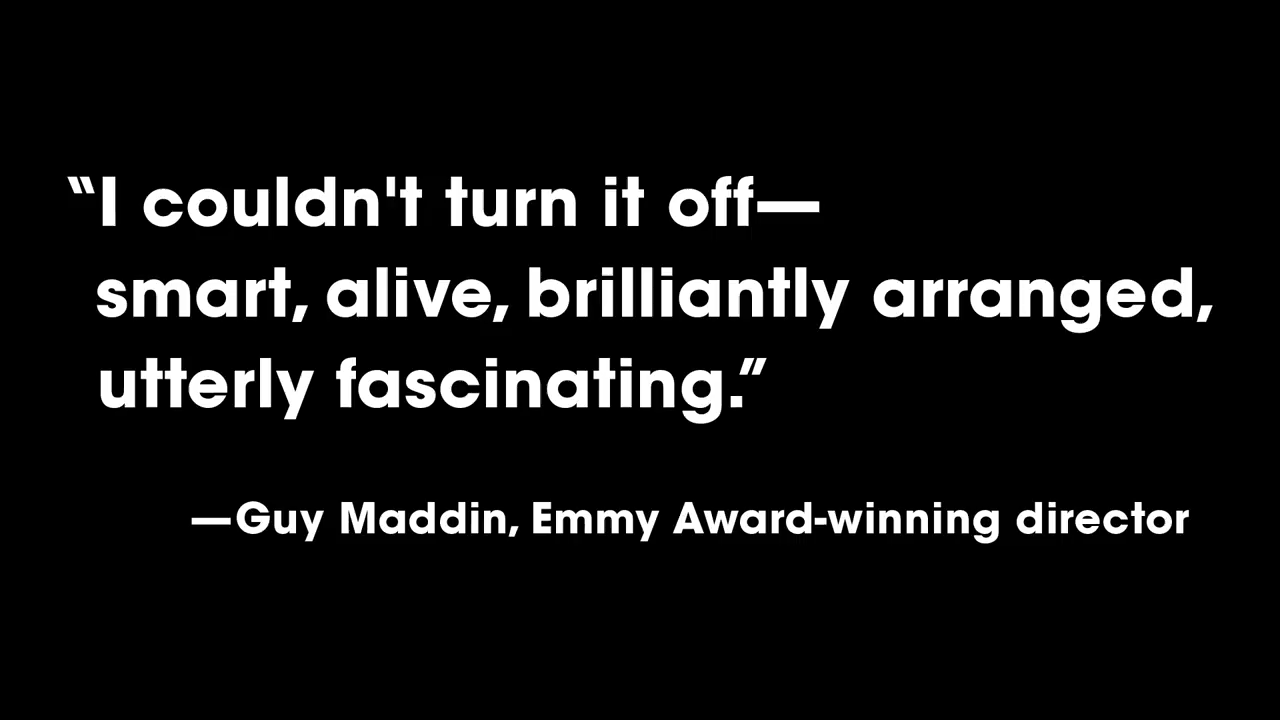 “I couldn't turn it off—
smart, alive, brilliantly arranged,
utterly fascinating.”
—Guy Maddin, Emmy Award-winning director